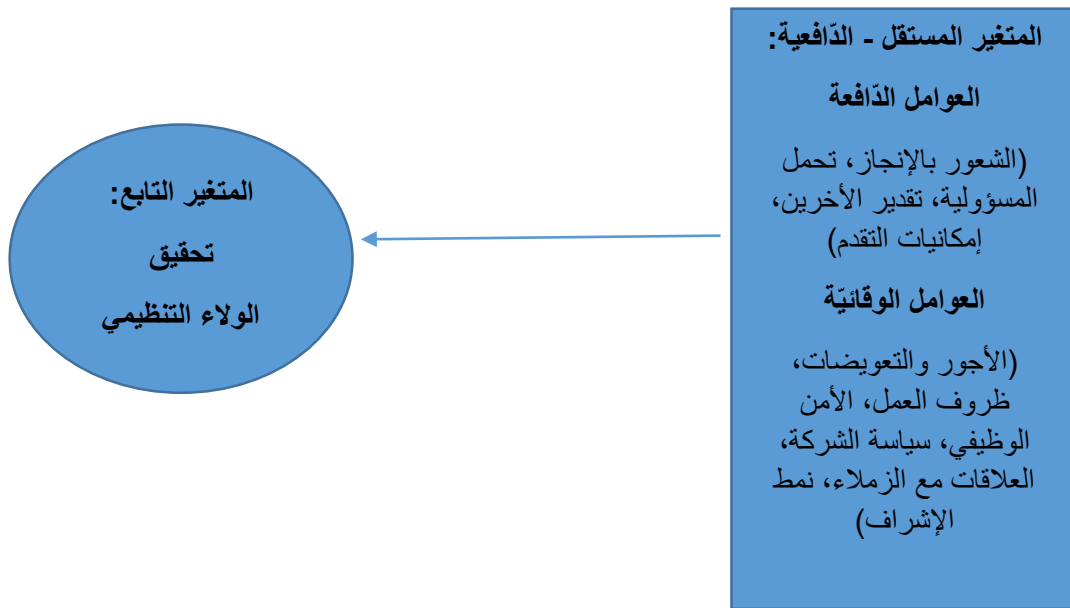 المتغير المستقل - الدّافعية:
العوامل الدّافعة
(الشعور بالإنجاز، تحمل
المسؤولية، تقدير الأخرين،
إمكانيات التقدم)
العوامل الوقائيّة
(الأجور والتعويضات،
ظروف العمل، الأمن
الوظيفي، سياسة الشركة،
العلاقات مع الزملاء، نمط
الإشراف)
المتغير التابع:
تحقيق
الولاء التنظيمي